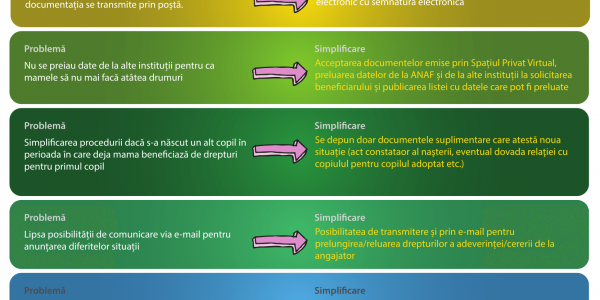 documentația se transmite prin poștă.
electronic cu semnătură electronică
Problemă
Nu se preiau date de la alte instituții pentru ca
mamele să nu mai facă atâtea drumuri
Simplificare
Acceptarea documentelor emise prin Spațiul Privat Virtual,
preluarea datelor de la ANAF și de la alte instituții la solicitarea
beneficiarului și publicarea listei cu datele care pot fi preluate
Problemă
Simplificarea procedurii dacă s-a născut un alt copil în
perioada în care deja mama beneficiază de drepturi
pentru primul copil
Simplificare
Se depun doar documentele suplimentare care atestă noua
situație (act constataor al nașterii, eventual dovada relației cu
copiulul pentru copilul adoptat etc.)
Problemă
Lipsa posibilității de comunicare via e-mail pentru
anunțarea diferitelor situații
Simplificare
Posibilitatea de transmitere și prin e-mail pentru
prelungirea/reluarea drepturilor a adeverinței/cererii de la
angajator
Problemă
Simplificare